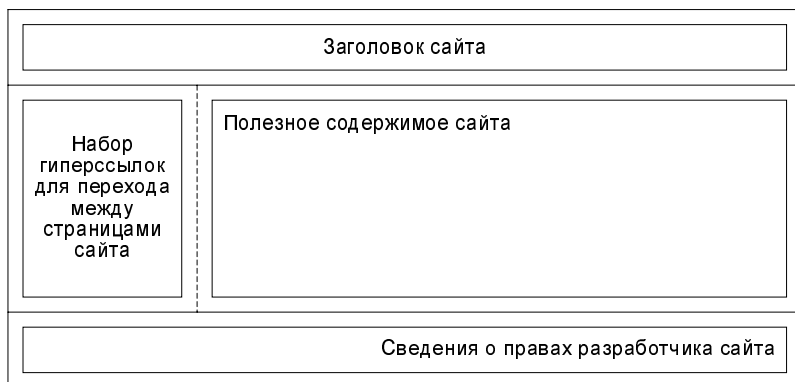 Заголовок сайта
Полезное содержимое сайта
Набор
гиперссылок
для перехода
между
страницами
сайта
Сведения о правах разработчика сайта